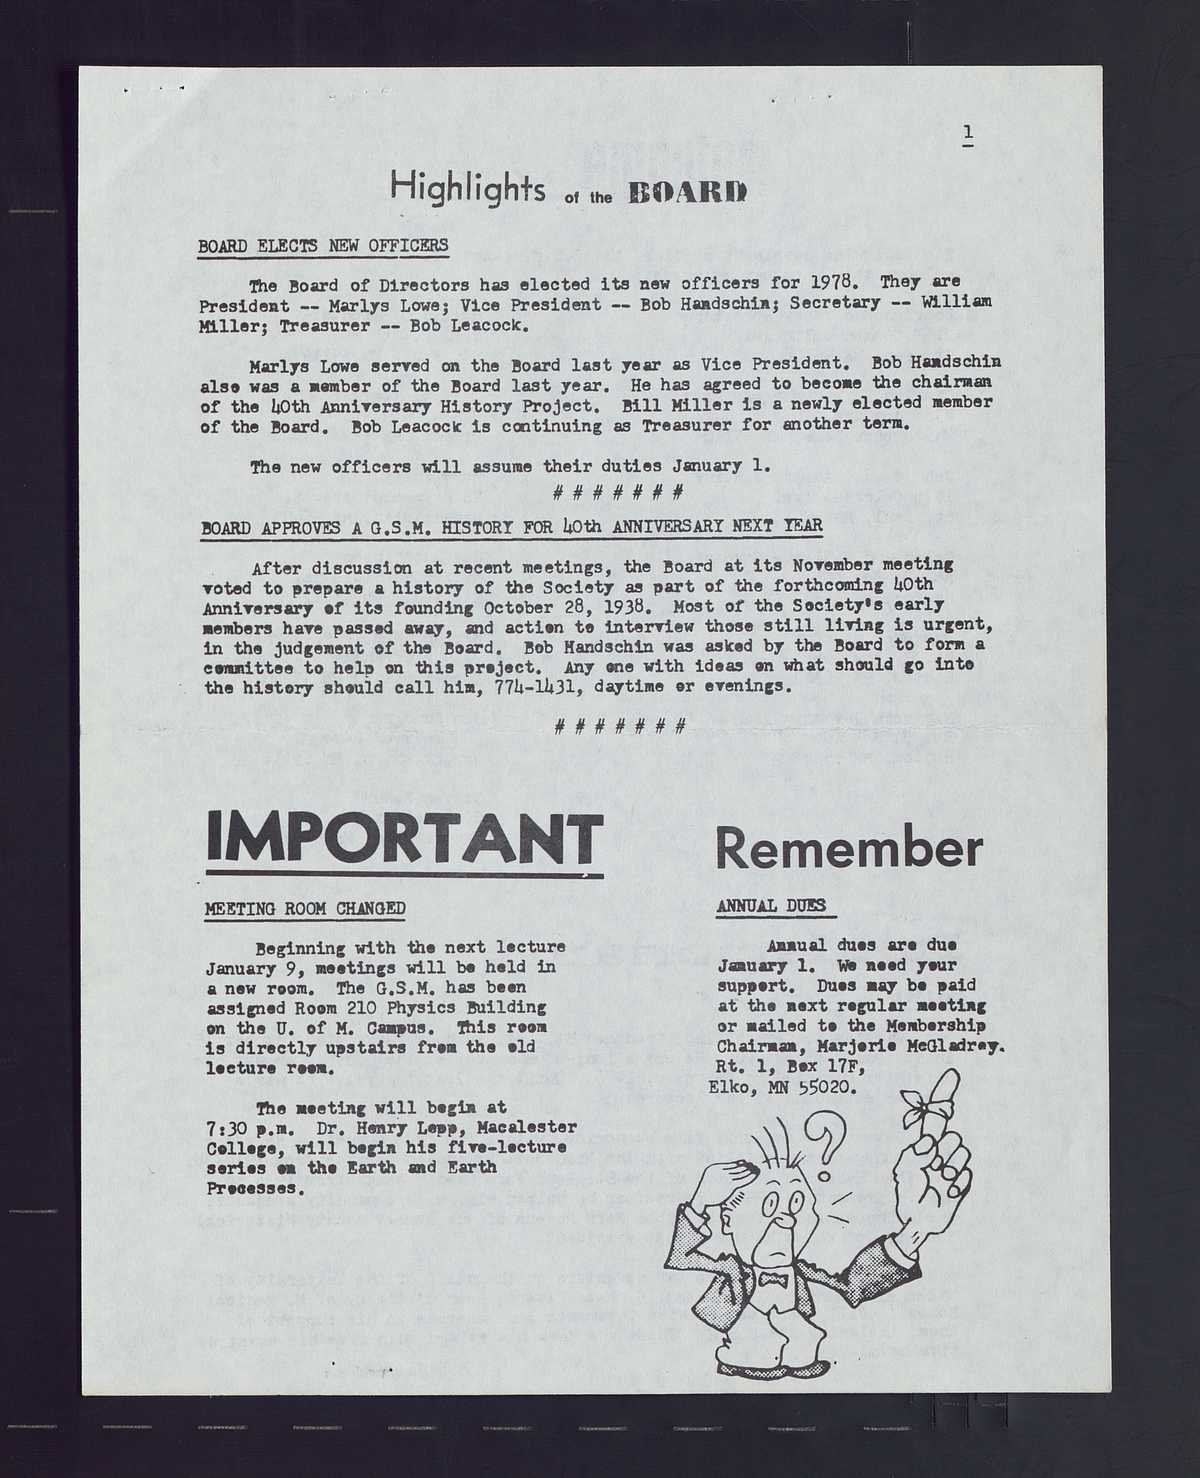 1
Highlights of the BOARD
BOARD ELECTS NEW OFFICERS
The Board of Directors has elected its new officers for 1978. They are
President -- Marlys Lowe; Vice President -- Bob Handschin; Secretary -- William
Miller; Treasurer -- Bob Leacock.
Marlys Lowe served on the Board last year as Vice President. Bob Handschin
also was a member of the Board last year. He has agreed to become the chairman
of the 40th Anniversary History Project. Bill Miller is a newly elected member
of the Board. Bob Leacock is continuing as Treasurer for another term.
The new officers will assume their duties January 1.
# # # # # # #
BOARD APPROVES A G.S.M. HISTORY FOR 40th ANNIVERSARY NEXT YEAR
After discussion at recent meetings, the Board at its November meeting
voted to prepare a history of the Society as part of the forthcoming 40th
Anniversary of its founding October 28, 1938. Most of the Society's early
members have passed away, and action to interview those still living is urgent,
in the judgement of the Board. Bob Handschin was asked by the Board to form a
committee to help on this project. Any one with ideas on what should go into
the history should call him, 774-1431, daytime or evenings.
# # # # # # #
IMPORTANT
MEETING ROOM CHANGED
Beginning with the next lecture
January 9, meetings will be held in
a new room. The G.S.M. has been
assigned Room 210 Physics Building
on the U. of M. Campus. This room
is directly upstairs from the old
lecture room.
The meeting will begin at
7:30 p.m. Dr. Henry Lepp, Macalester
College, will begin his five-lecture
series on the Earth and Earth
Processes.
Remember
ANNUAL DUES
Annual dues are due
January 1. We need your
support. Dues may be paid
at the next regular meeting
or mailed to the Membership
Chairman, Marjorie McGladrey.
Rt. 1, Box 17F,
Elko, MN 55020.
?